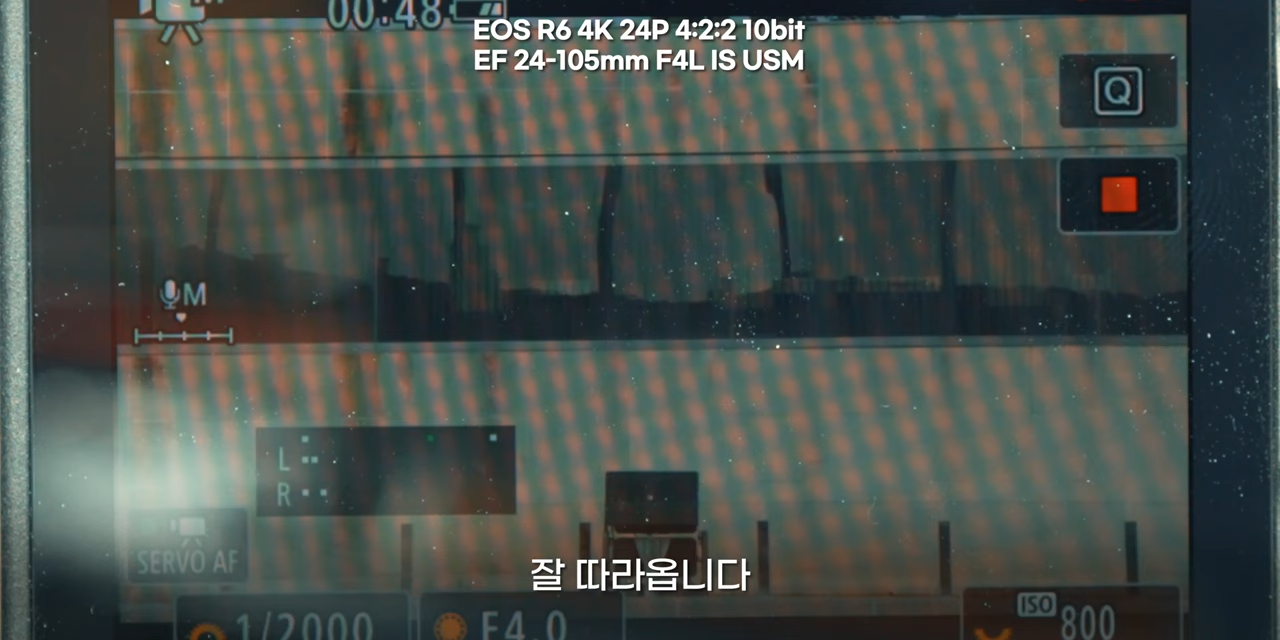 00:48
EOS R6 4K 24P 4:2:2 10bit
EF 24-105mm F4L IS USM
Q
M
L
R
SERVO AF
잘 따라옵니다
1/2000
F4.0
ISO 800